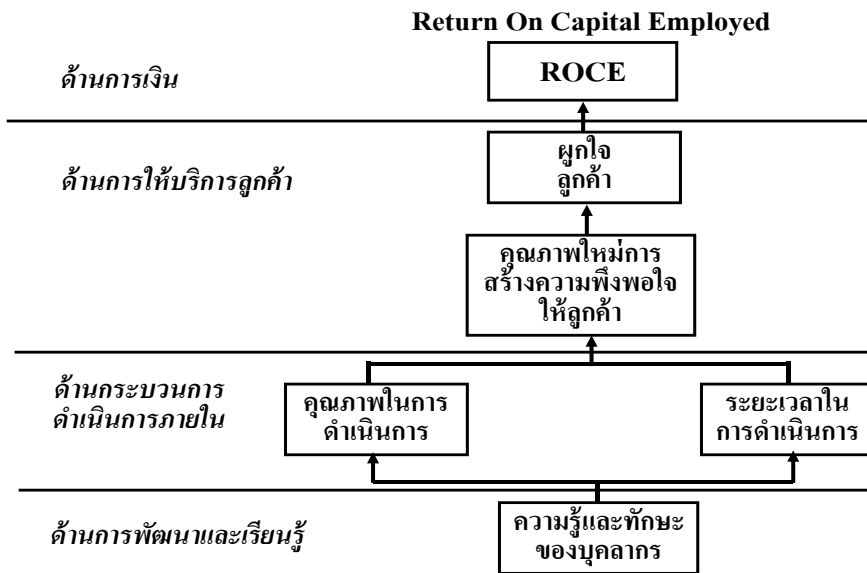 Return On Capital Employed
ด้านการเงิน
ROCE
ด้านการให้บริการลูกค้า
ผูกใจ
ลูกค้า
คุณภาพใหม่การ
สร้างความพึงพอใจ
ให้ลูกค้า
ด้านกระบวนการ
ดำเนินการภายใน
คุณภาพในการ
ดำเนินการ
ระยะเวลาใน
การดำเนินการ
ด้านการพัฒนาและเรียนรู้
ความรู้และทักษะ
ของบุคลากร